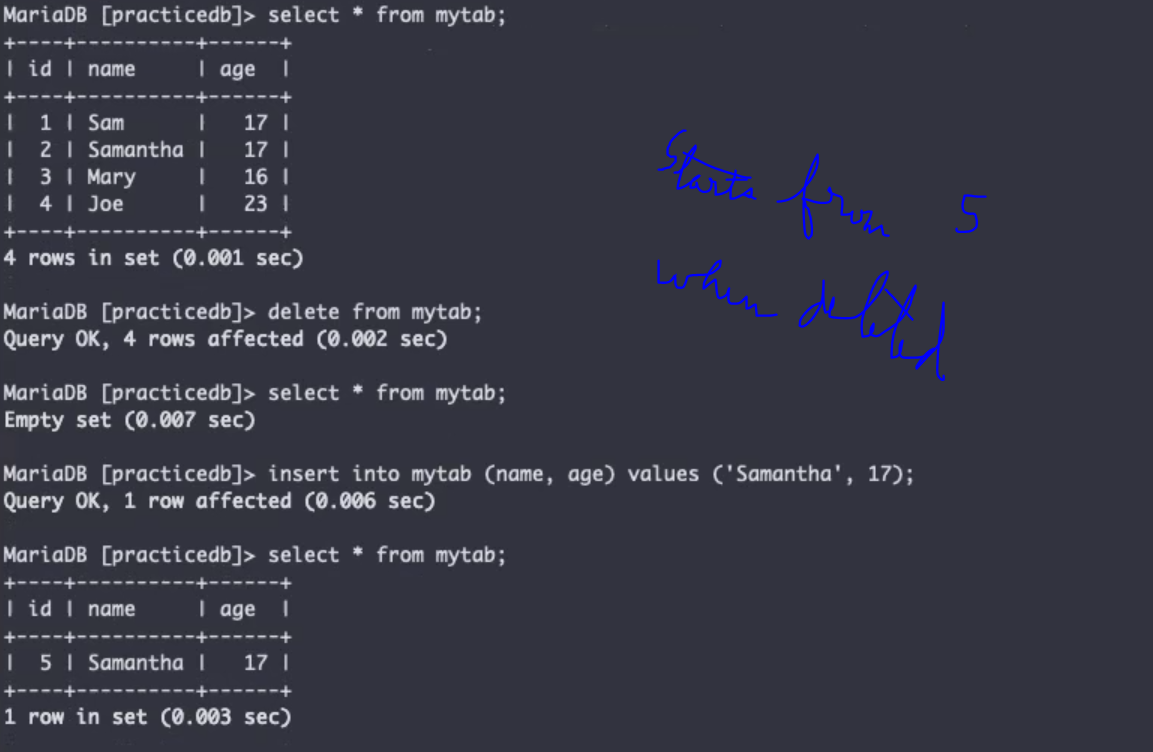 MariaDB [practicedb]> select * from mytab;
+----+----------+------+
| id | name     | age  |
+----+----------+------+
|  1 | Sam      |   17 |
|  2 | Samantha |   17 |
|  3 | Mary     |   16 |
|  4 | Joe      |   23 |
+----+----------+------+
4 rows in set (0.001 sec)
Starts from 5
when deleted
MariaDB [practicedb]> delete from mytab;
Query OK, 4 rows affected (0.002 sec)
MariaDB [practicedb]> select * from mytab;
Empty set (0.007 sec)
MariaDB [practicedb]> insert into mytab (name, age) values ('Samantha', 17);
Query OK, 1 row affected (0.006 sec)
MariaDB [practicedb]> select * from mytab;
+----+----------+------+
| id | name     | age  |
+----+----------+------+
|  5 | Samantha |   17 |
+----+----------+------+
1 row in set (0.003 sec)